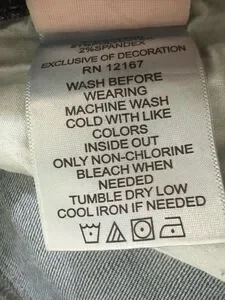 2%SPANDEX
EXCLUSIVE OF DECORATION
RN 12167
WASH BEFORE
WEARING
MACHINE WASH
COLD WITH LIKE
COLORS
INSIDE OUT
ONLY NON-CHLORINE
BLEACH WHEN
NEEDED
TUMBLE DRY LOW
COOL IRON IF NEEDED